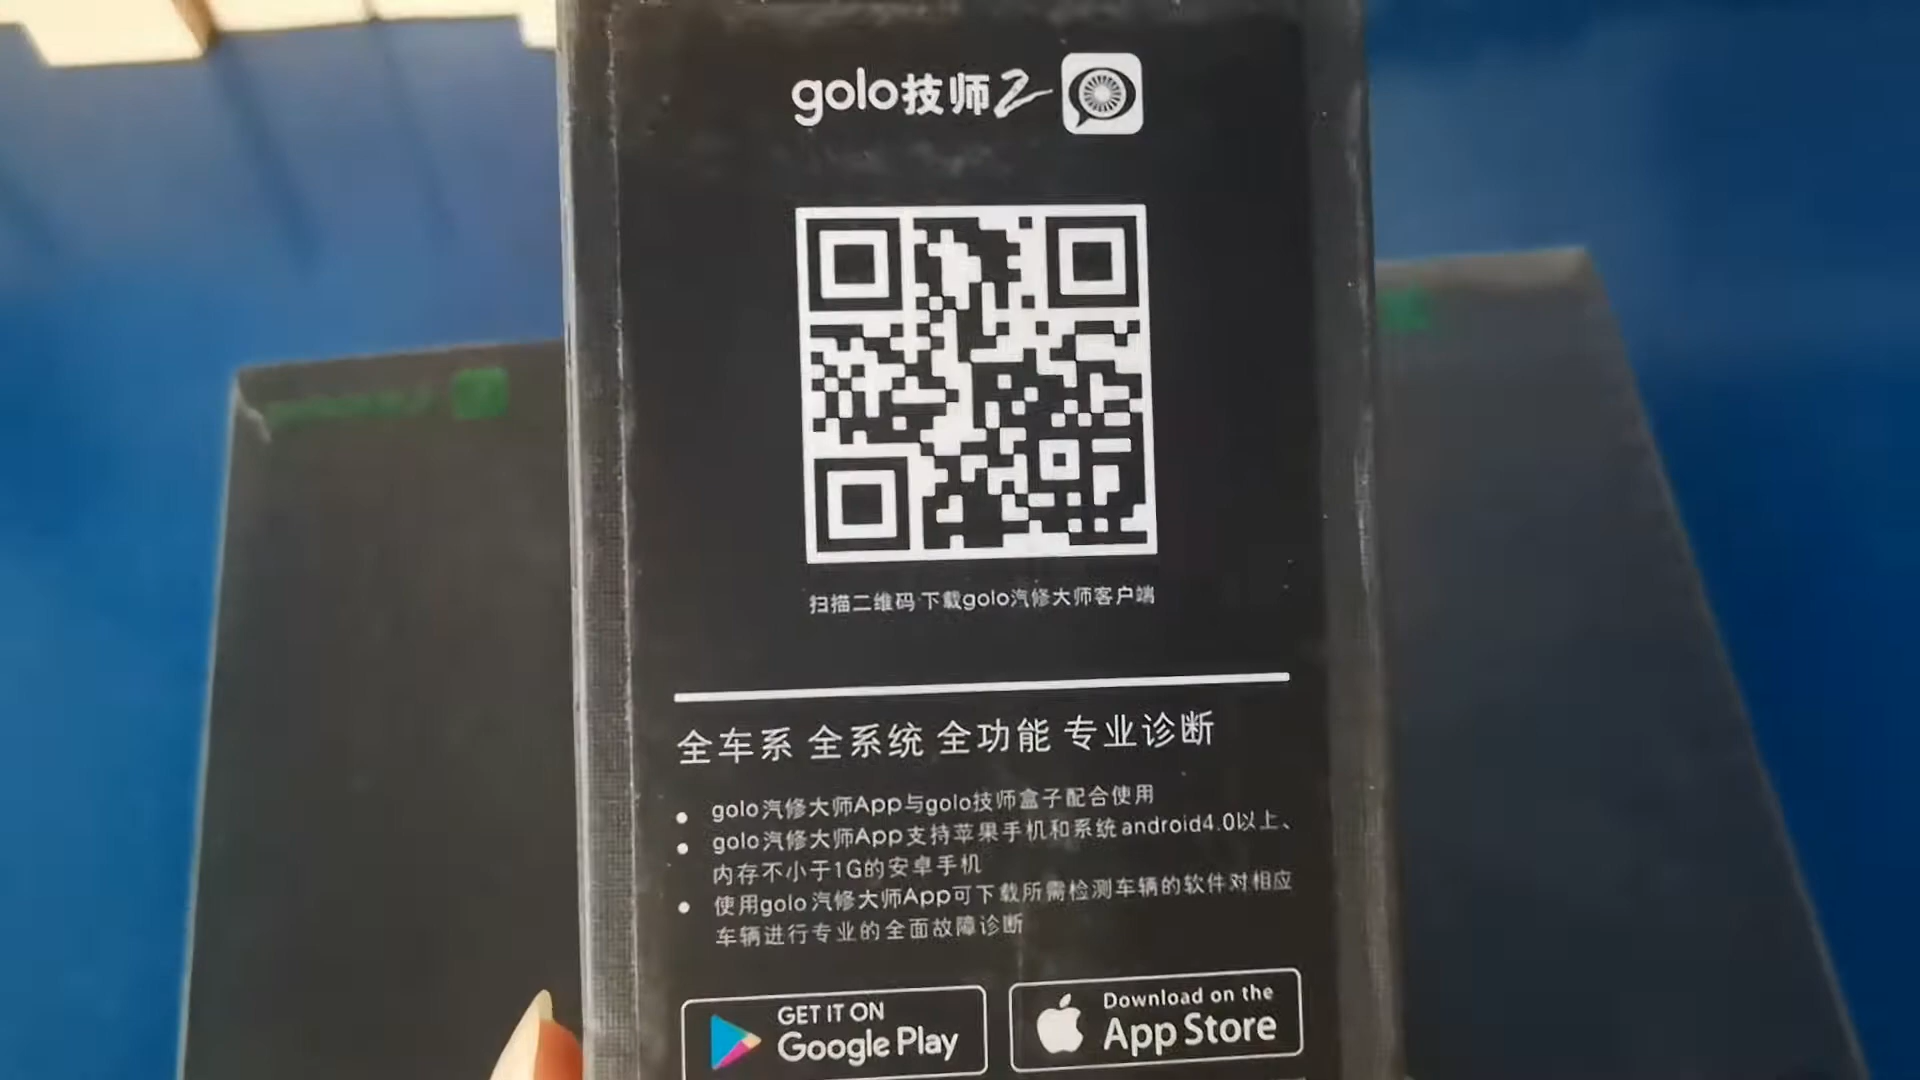 golo技师2
扫描二维码 下载golo汽修大师客户端
全车系 全系统 全功能 专业诊断
golo汽修大师App与golo技师盒子配合使用
golo汽修大师App支持苹果手机和系统android4.0以上、
内存不小于1G的安卓手机
使用golo汽修大师App可下载所需检测车辆的软件对相应
车辆进行专业的全面故障诊断
GET IT ON
Google Play
Download on the
App Store